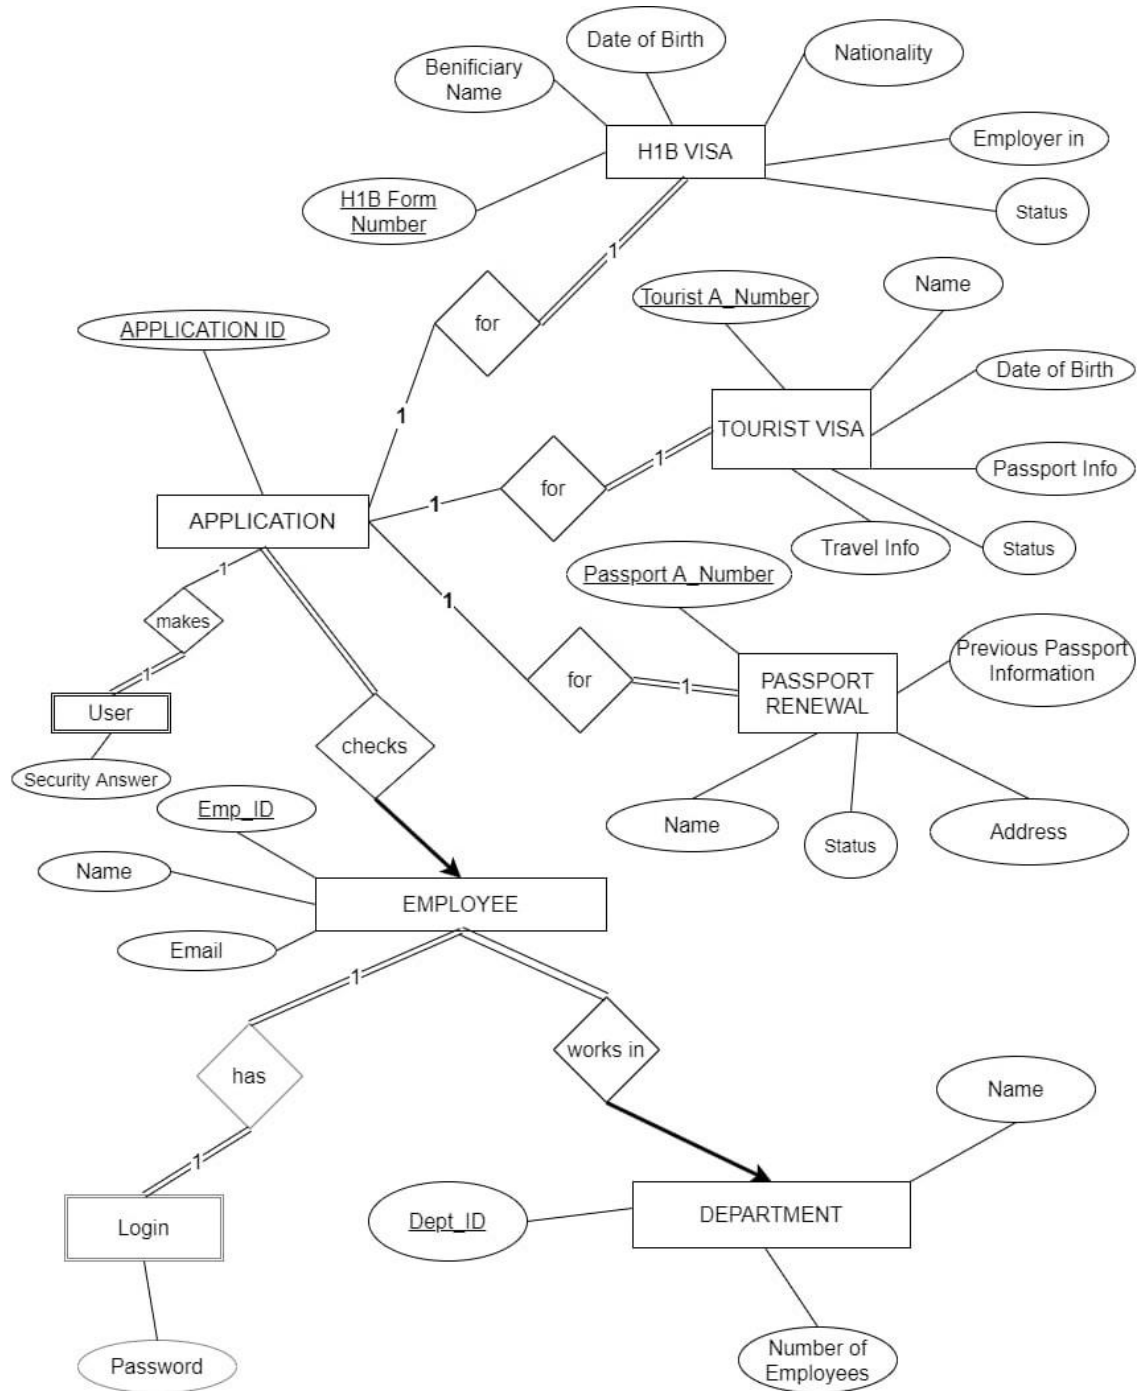 Date of Birth
Nationality
Benificiary
Name
H1B VISA
Employer in
H1B Form
Number
Status
1
for
Tourist A_Number
Name
APPLICATION ID
Date of Birth
1
TOURIST VISA
1
for
Passport Info
1
APPLICATION
Travel Info
Status
1
Passport A_Number
1
makes
Previous Passport
Information
1
for
1
PASSPORT
RENEWAL
User
checks
Security Answer
Emp_ID
Name
Status
Address
Name
EMPLOYEE
Email
1
works in
has
Name
1
Dept_ID
DEPARTMENT
Login
Password
Number of
Employees